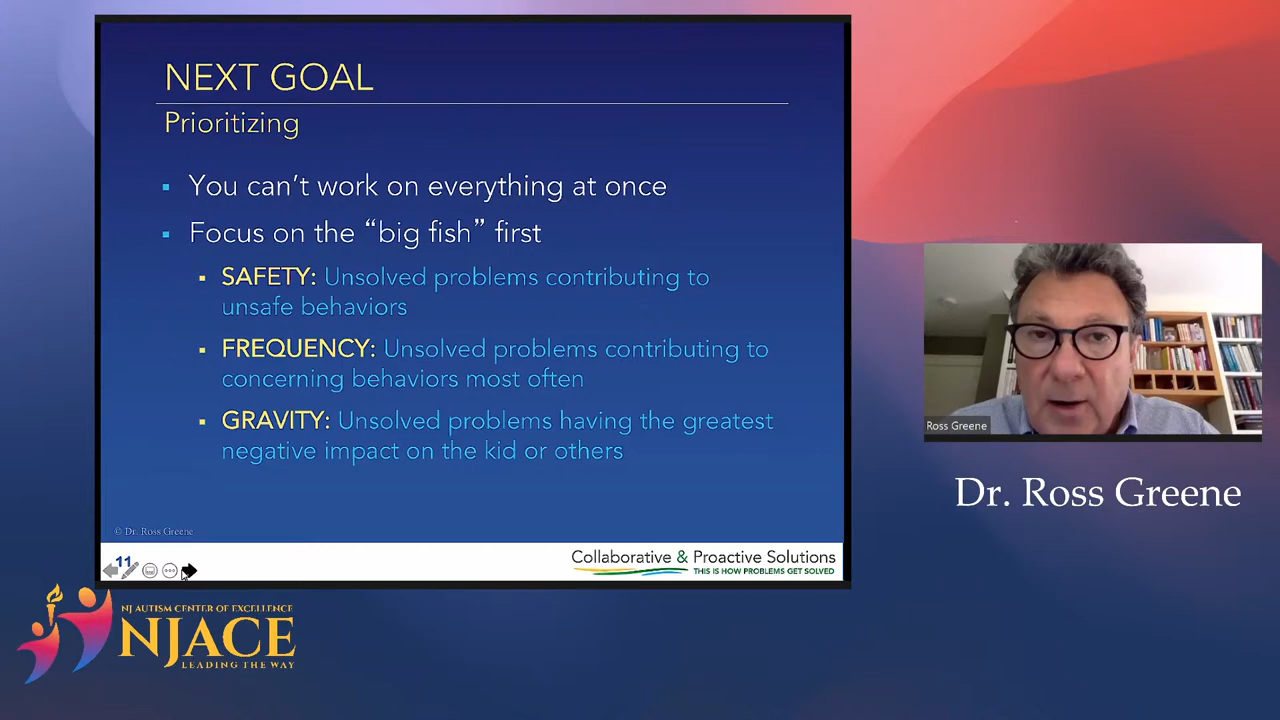 NEXT GOAL
Prioritizing
You can’t work on everything at once
Focus on the “big fish” first
SAFETY: Unsolved problems contributing to
unsafe behaviors
FREQUENCY: Unsolved problems contributing to
concerning behaviors most often
GRAVITY: Unsolved problems having the greatest
negative impact on the kid or others
© Dr. Ross Greene
11
Collaborative & Proactive Solutions
THIS IS HOW PROBLEMS GET SOLVED
Ross Greene
Dr. Ross Greene
NJ AUTISM CENTER OF EXCELLENCE
NJACE
LEADING THE WAY